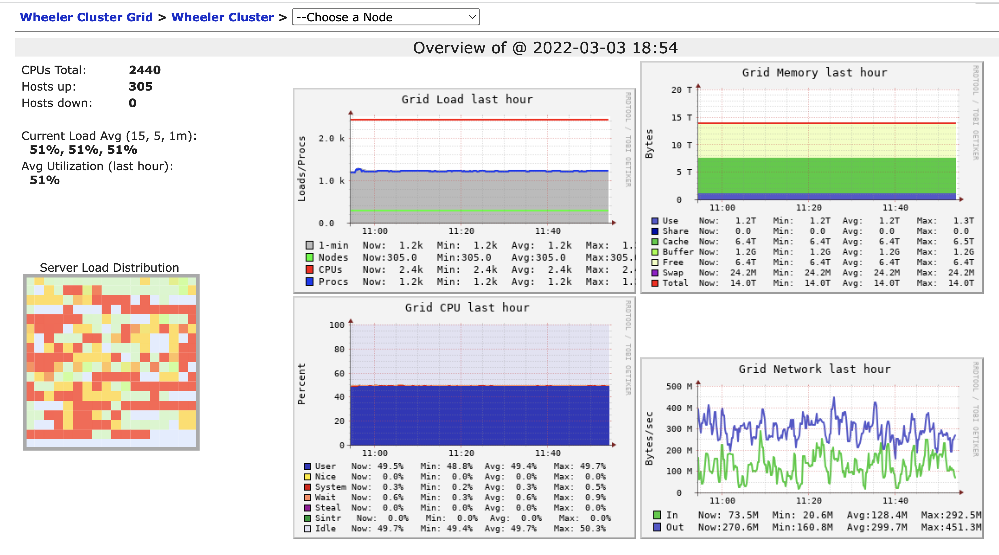 Wheeler Cluster Grid > Wheeler Cluster > --Choose a Node
Overview of @ 2022-03-03 18:54
CPUs Total: 2440
Hosts up: 305
Hosts down: 0
Current Load Avg (15, 5, 1m):
51%, 51%, 51%
Avg Utilization (last hour):
51%
Server Load Distribution
Grid Load last hour
RRDTOOL / TOBI OETIKER
Loads/Procs
2.0 k
1.0 k
0.0
11:00 11:20 11:40
1-min Now: 1.2k Min: 1.2k Avg: 1.2k Max: 1.
Nodes Now:305.0 Min:305.0 Avg:305.0 Max:305.
CPUs Now: 2.4k Min: 2.4k Avg: 2.4k Max: 2.
Procs Now: 1.2k Min: 1.2k Avg: 1.2k Max: 1.
Grid Memory last hour
RRDTOOL / TOBI OETIKER
Bytes
20 T
15 T
10 T
5 T
0
11:00 11:20 11:40
Use Now: 1.2T Min: 1.2T Avg: 1.2T Max: 1.3T
Share Now: 0.0 Min: 0.0 Avg: 0.0 Max: 0.0
Cache Now: 6.4T Min: 6.4T Avg: 6.4T Max: 6.5T
Buffer Now: 1.2G Min: 1.2G Avg: 1.2G Max: 1.2G
Free Now: 6.4T Min: 6.4T Avg: 6.4T Max: 6.4T
Swap Now: 24.2M Min: 24.2M Avg: 24.2M Max: 24.2M
Total Now: 14.0T Min: 14.0T Avg: 14.0T Max: 14.0T
Grid CPU last hour
RRDTOOL / TOBI OETIKER
Percent
100
80
60
40
20
0
11:00 11:20 11:40
User Now: 49.5% Min: 48.8% Avg: 49.4% Max: 49.7%
Nice Now: 0.0% Min: 0.0% Avg: 0.0% Max: 0.0%
System Now: 0.3% Min: 0.2% Avg: 0.3% Max: 0.5%
Wait Now: 0.6% Min: 0.3% Avg: 0.6% Max: 0.9%
Steal Now: 0.0% Min: 0.0% Avg: 0.0% Max: 0.0%
Sintr Now: 0.0% Min: 0.0% Avg: 0.0% Max: 0.0%
Idle Now: 49.7% Min: 49.4% Avg: 49.7% Max: 50.3%
Grid Network last hour
RRDTOOL / TOBI OETIKER
Bytes/sec
500 M
400 M
300 M
200 M
100 M
0
11:00 11:20 11:40
In Now: 73.5M Min: 20.6M Avg:128.4M Max:292.5M
Out Now:270.6M Min:160.8M Avg:299.7M Max:451.3M